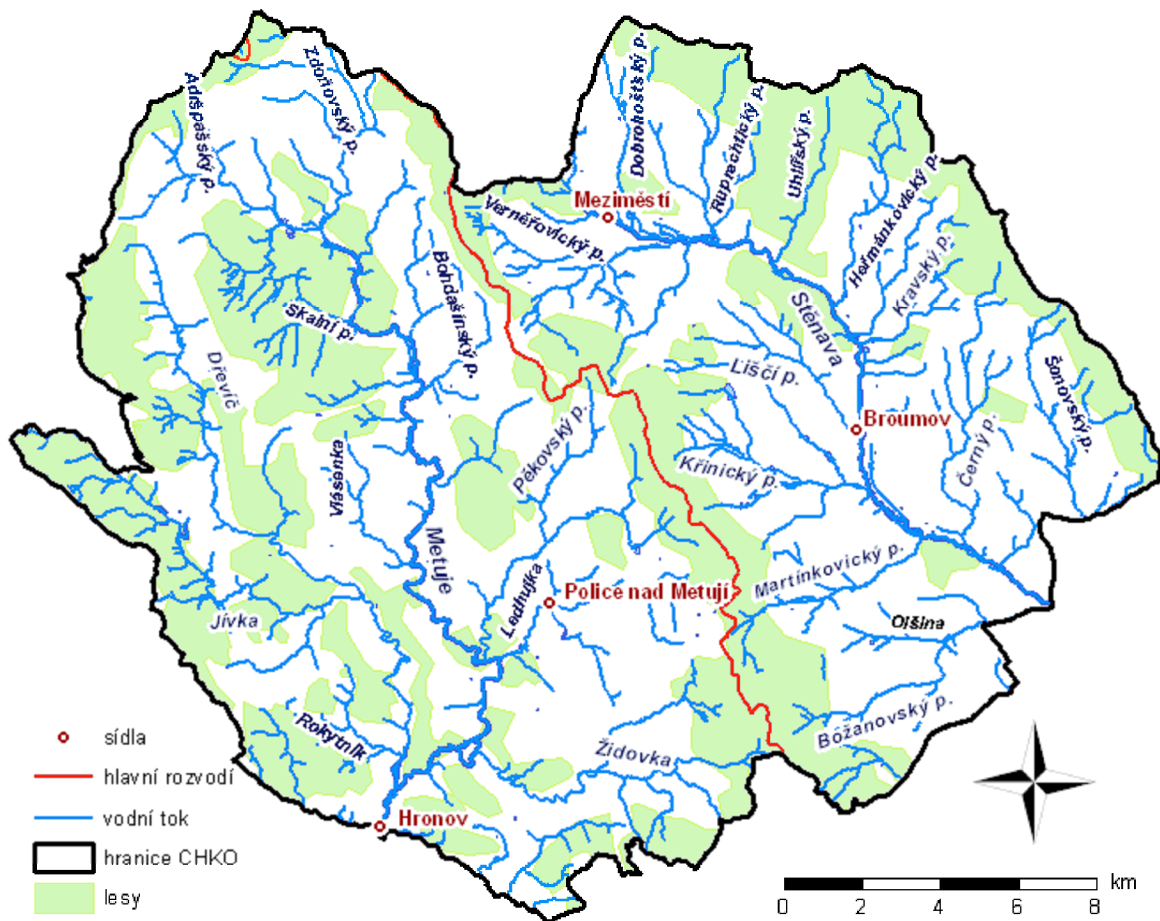 Adršpašský p.
Zdoňovský p.
Dobrohošťský p.
Ruprachtický p.
Uhlířský p.
Heřmánkovický p.
Kravský p.
Meziměstí
Verněřovický p.
Bohdašínský p.
Skalní p.
Stěnava
Liščí p.
Šonovský p.
Broumov
Dřevíč
Pěkovský p.
Křinický p.
Černý p.
Vlásenka
Metuje
Ledhujka
Police nad Metují
Martínkovický p.
Jívka
Olšina
Rokytník
Židovka
Božanovský p.
Hronov
sídla
hlavní rozvodí
vodní tok
hranice CHKO
lesy
km
0 2 4 6 8